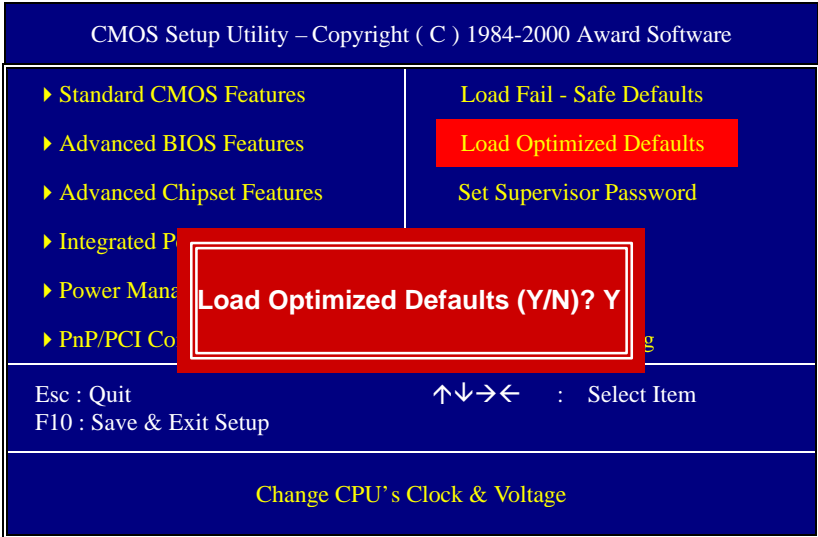 CMOS Setup Utility – Copyright ( C ) 1984-2000 Award Software
Standard CMOS Features
Load Fail - Safe Defaults
Advanced BIOS Features
Load Optimized Defaults
Advanced Chipset Features
Set Supervisor Password
Integrated
Power
Load Optimized Defaults (Y/N)? Y
PnP/PCI
Esc : Quit
↑↓→← : Select Item
F10 : Save & Exit Setup
Change CPU's Clock & Voltage